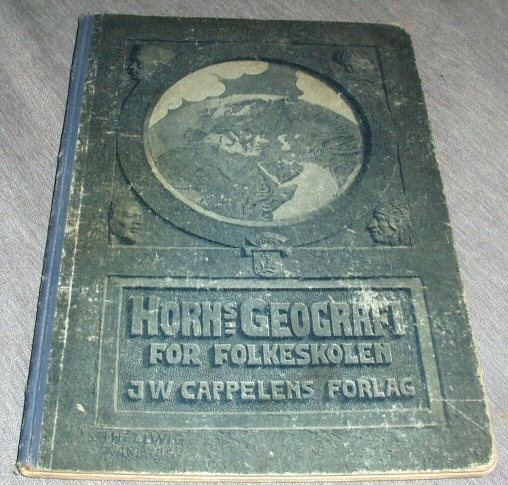 HORNS GEOGRAFI
FOR FOLKESKOLEN
J W CAPPELENS FORLAG